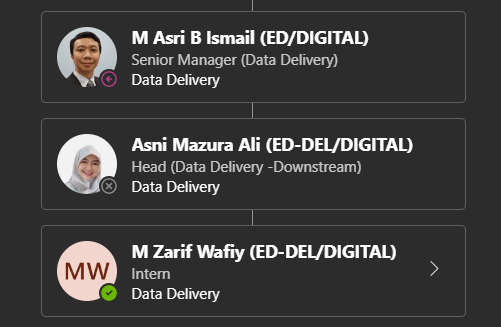 M Asri B Ismail (ED/DIGITAL)
Senior Manager (Data Delivery)
Data Delivery
Asni Mazura Ali (ED-DEL/DIGITAL)
Head (Data Delivery -Downstream)
Data Delivery
MW
M Zarif Wafiy (ED-DEL/DIGITAL)
Intern
Data Delivery